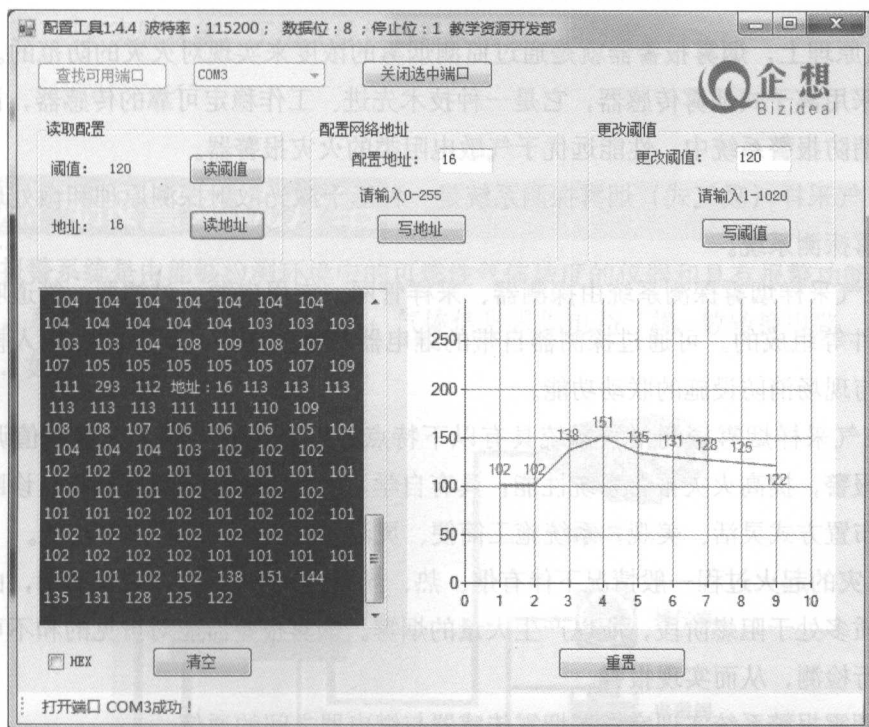 配置工具1.4.4 波特率：115200； 数据位：8 ；停止位：1 教学资源开发部
查找可用端口 COM3 关闭选中端口
企想
Bizideal
读取配置 配置网络地址 更改阈值
阈值： 120 读阈值 配置地址： 16 更改阈值： 120
请输入0-255 请输入1-1020
地址： 16 读地址 写地址 写阈值
104 104 104 104 104 104 104
104 104 104 104 104 103 103 103
103 103 104 108 109 108 107
107 105 105 105 105 105 107 109
111 293 112 地址：16 113 113 113
113 113 113 111 111 110 109
108 108 107 106 106 106 105 104
104 104 104 103 102 102 102
102 102 102 101 101 101 101 101
100 101 101 102 102 102 102
101 101 102 102 101 102 102 101
102 102 102 102 102 102 102
102 102 102 102 101 101 101 101
102 101 102 102 138 151 144
135 131 128 125 122
250
200
150
100
50
0
102 102 138 151 135 131 128 125 122
0 1 2 3 4 5 6 7 8 9 10
HEX 清空 重置
打开端口 COM3成功！